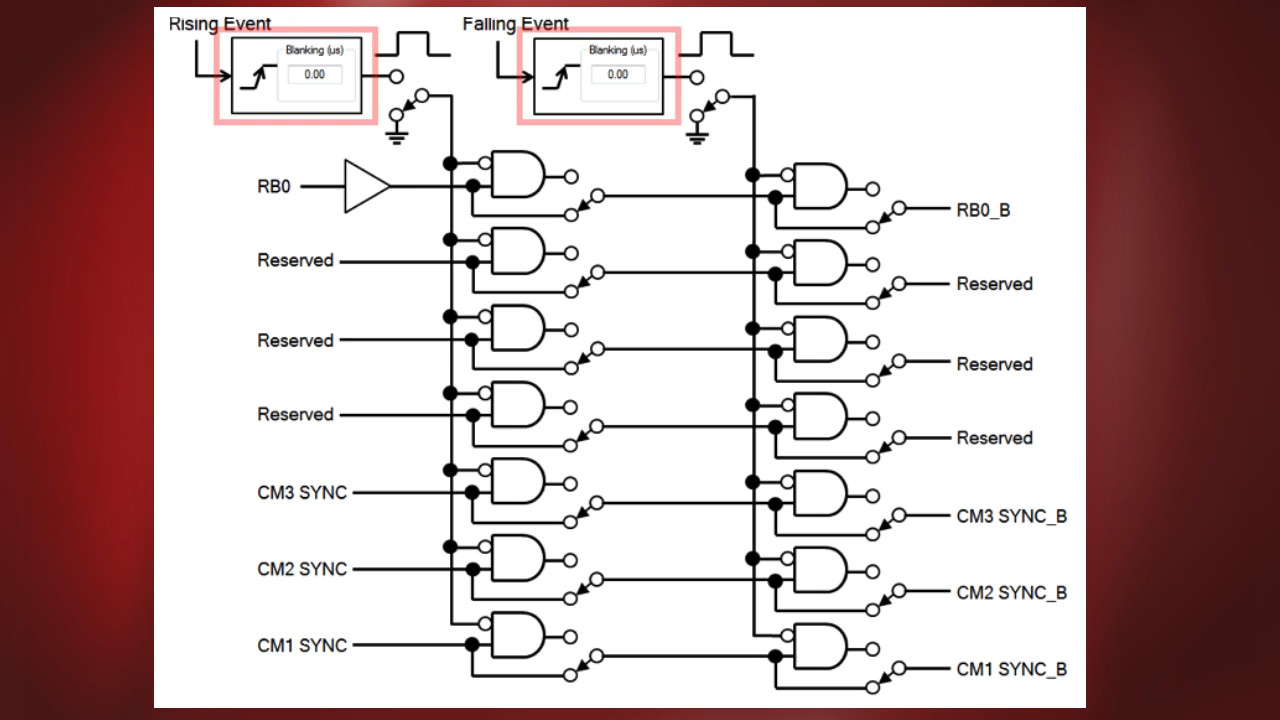 Rising Event
Falling Event
Blanking (us)
0.00
Blanking (us)
0.00
RB0
RB0_B
Reserved
Reserved
Reserved
Reserved
Reserved
Reserved
CM3 SYNC
CM3 SYNC_B
CM2 SYNC
CM2 SYNC_B
CM1 SYNC
CM1 SYNC_B